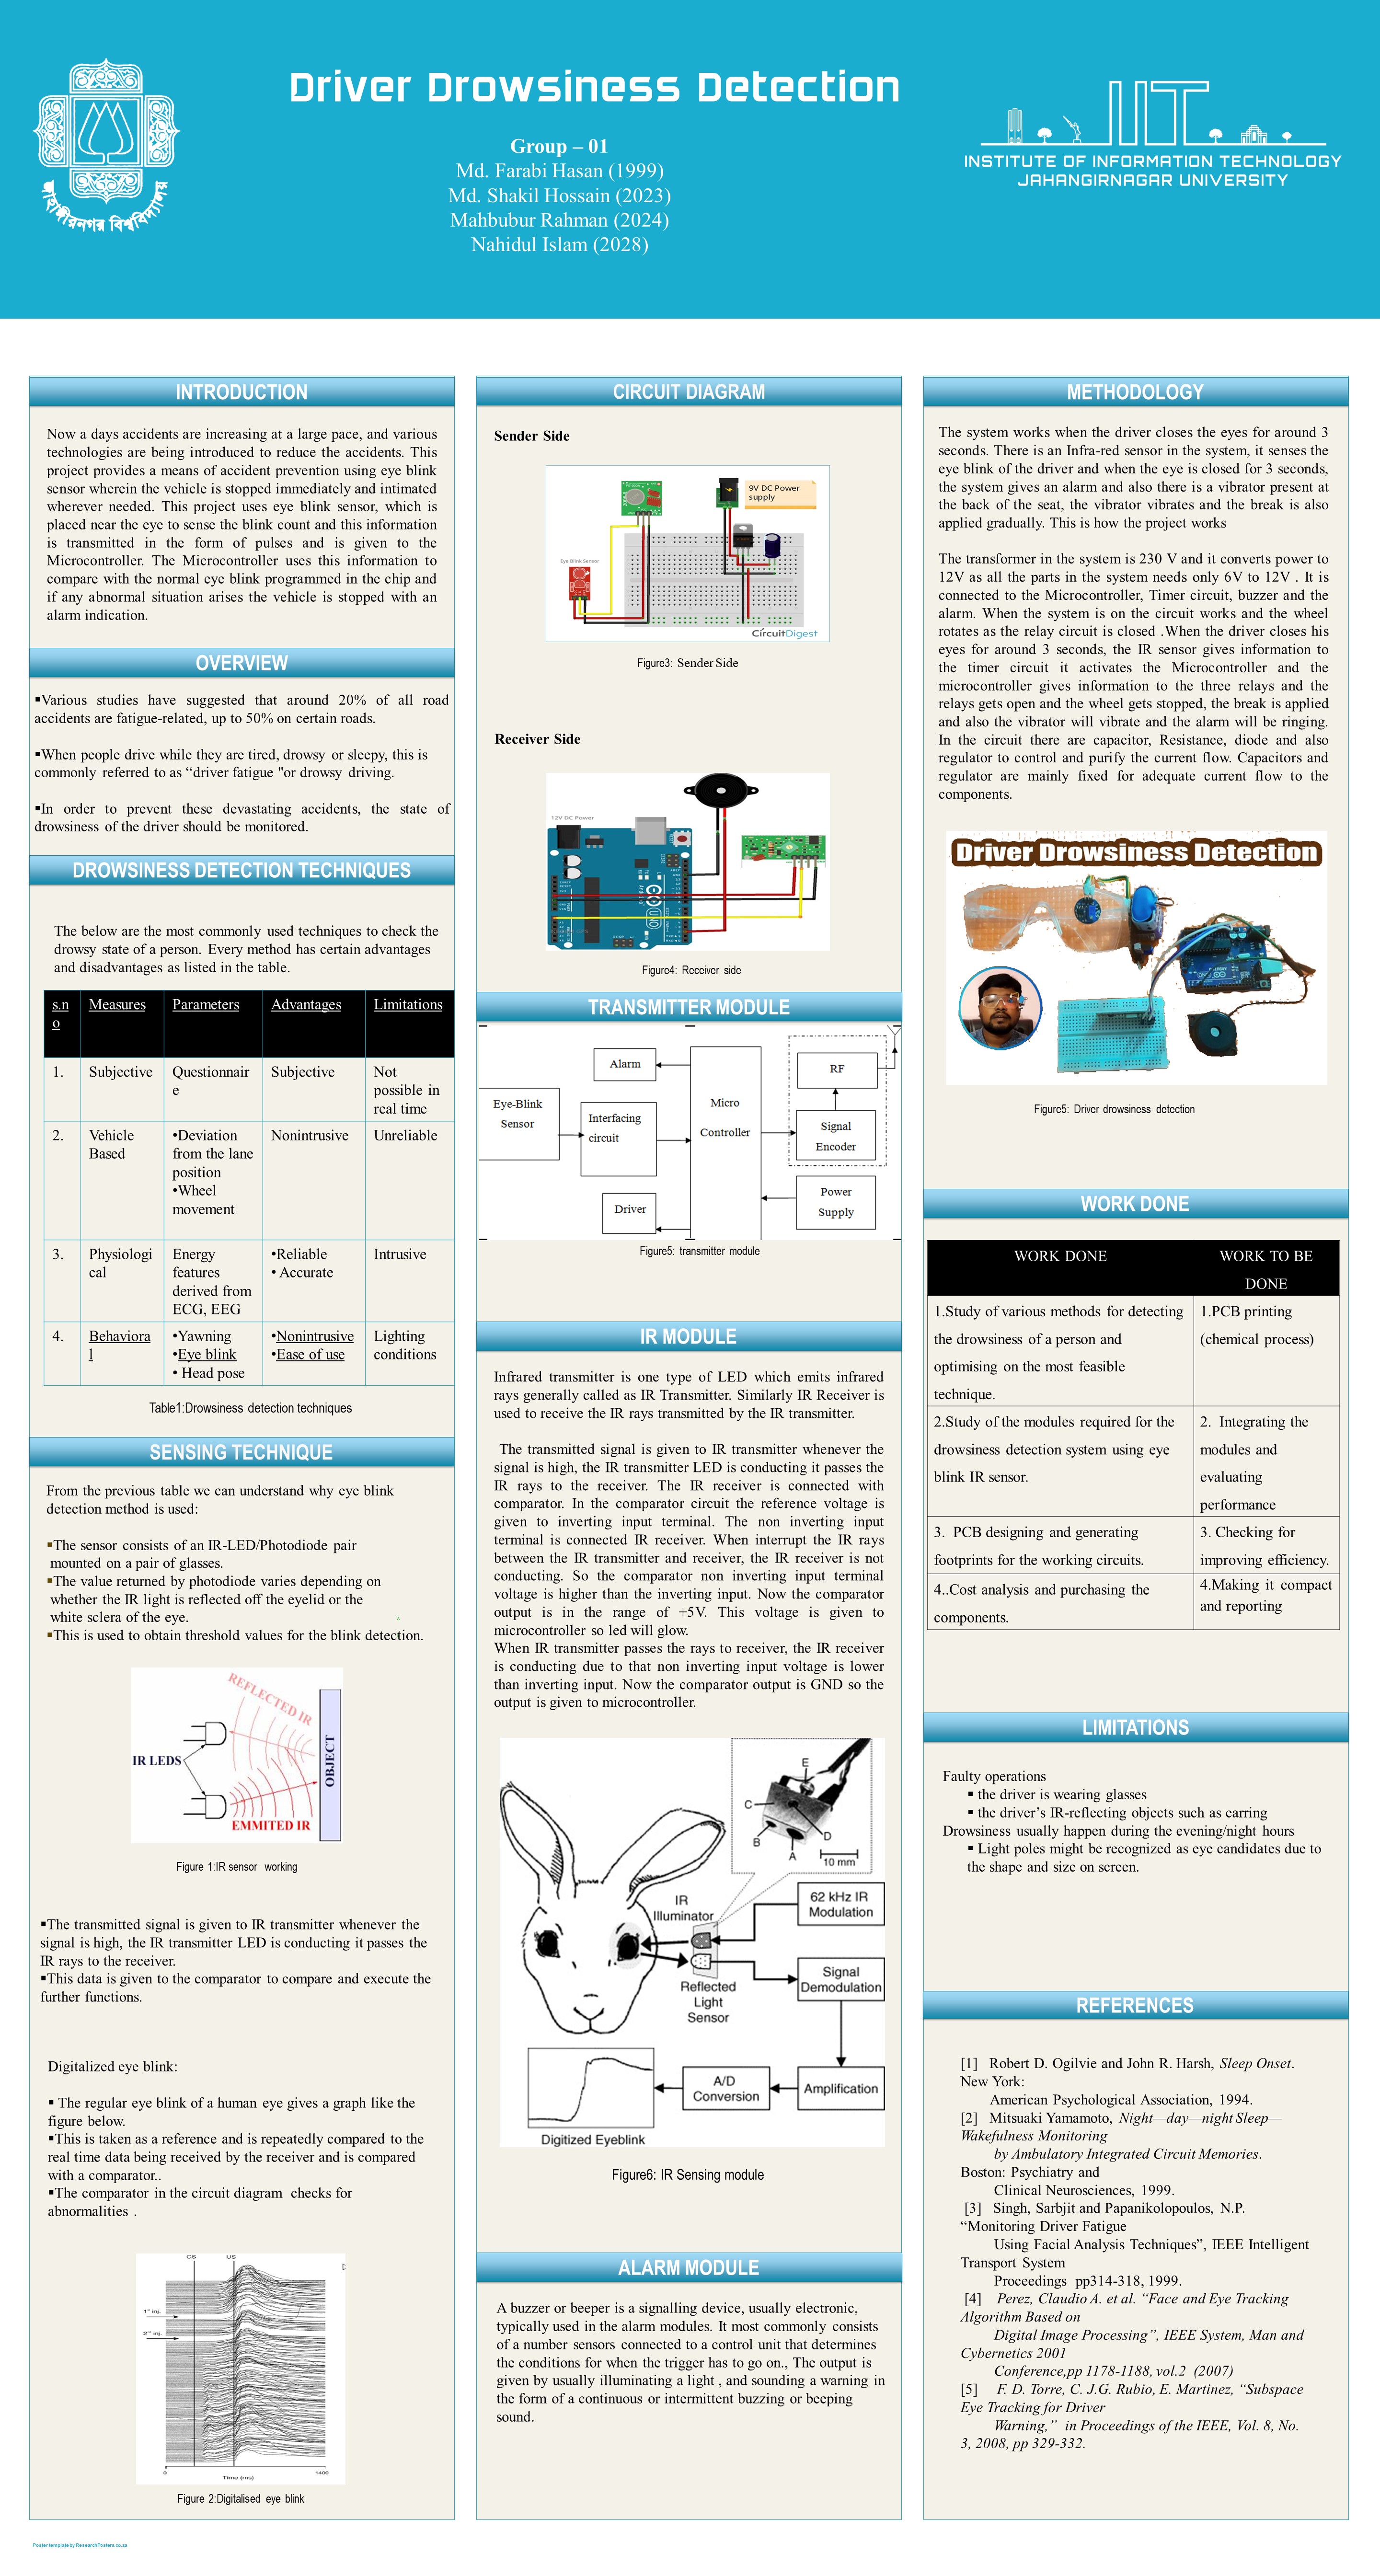 জাহাঙ্গীরনগর বিশ্ববিদ্যালয়
Driver Drowsiness Detection
Group – 01
Md. Farabi Hasan (1999)
Md. Shakil Hossain (2023)
Mahbubur Rahman (2024)
Nahidul Islam (2028)
IIT
INSTITUTE OF INFORMATION TECHNOLOGY
JAHANGIRNAGAR UNIVERSITY
INTRODUCTION
Now a days accidents are increasing at a large pace, and various
technologies are being introduced to reduce the accidents. This
project provides a means of accident prevention using eye blink
sensor wherein the vehicle is stopped immediately and intimated
wherever needed. This project uses eye blink sensor, which is
placed near the eye to sense the blink count and this information
is transmitted in the form of pulses and is given to the
Microcontroller. The Microcontroller uses this information to
compare with the normal eye blink programmed in the chip and
if any abnormal situation arises the vehicle is stopped with an
alarm indication.
OVERVIEW
▪Various studies have suggested that around 20% of all road
accidents are fatigue-related, up to 50% on certain roads.
▪When people drive while they are tired, drowsy or sleepy, this is
commonly referred to as “driver fatigue "or drowsy driving.
▪In order to prevent these devastating accidents, the state of
drowsiness of the driver should be monitored.
DROWSINESS DETECTION TECHNIQUES
The below are the most commonly used techniques to check the
drowsy state of a person. Every method has certain advantages
and disadvantages as listed in the table.
s.n Measures Parameters Advantages Limitations
o
1. Subjective Questionnair Subjective Not
e possible in
real time
2. Vehicle •Deviation Nonintrusive Unreliable
Based from the lane
position
•Wheel
movement
3. Physiologi Energy •Reliable Intrusive
cal features • Accurate
derived from
ECG, EEG
4. Behaviora •Yawning •Nonintrusive Lighting
l •Eye blink •Ease of use conditions
• Head pose
Table1:Drowsiness detection techniques
SENSING TECHNIQUE
From the previous table we can understand why eye blink
detection method is used:
▪The sensor consists of an IR-LED/Photodiode pair
mounted on a pair of glasses.
▪The value returned by photodiode varies depending on
whether the IR light is reflected off the eyelid or the
white sclera of the eye.
▪This is used to obtain threshold values for the blink detection.
REFLECTED IR
IR LEDS
OBJECT
EMMITED IR
Figure 1:IR sensor working
▪The transmitted signal is given to IR transmitter whenever the
signal is high, the IR transmitter LED is conducting it passes the
IR rays to the receiver.
▪This data is given to the comparator to compare and execute the
further functions.
Digitalized eye blink:
▪ The regular eye blink of a human eye gives a graph like the
figure below.
▪This is taken as a reference and is repeatedly compared to the
real time data being received by the receiver and is compared
with a comparator..
▪The comparator in the circuit diagram checks for
abnormalities .
CS US
1st inj.
2nd inj.
0 1400
Time (ms)
Figure 2:Digitalised eye blink
CIRCUIT DIAGRAM
Sender Side
9V DC Power
supply
Eye Blink Sensor
CircuitDigest
Figure3: Sender Side
Receiver Side
12V DC Power
UNO
Figure4: Receiver side
TRANSMITTER MODULE
Alarm
RF
Eye-Blink
Sensor
Interfacing
circuit
Micro
Controller
Signal
Encoder
Driver
Power
Supply
Figure5: transmitter module
IR MODULE
Infrared transmitter is one type of LED which emits infrared
rays generally called as IR Transmitter. Similarly IR Receiver is
used to receive the IR rays transmitted by the IR transmitter.
The transmitted signal is given to IR transmitter whenever the
signal is high, the IR transmitter LED is conducting it passes the
IR rays to the receiver. The IR receiver is connected with
comparator. In the comparator circuit the reference voltage is
given to inverting input terminal. The non inverting input
terminal is connected IR receiver. When interrupt the IR rays
between the IR transmitter and receiver, the IR receiver is not
conducting. So the comparator non inverting input terminal
voltage is higher than the inverting input. Now the comparator
output is in the range of +5V. This voltage is given to
microcontroller so led will glow.
When IR transmitter passes the rays to receiver, the IR receiver
is conducting due to that non inverting input voltage is lower
than inverting input. Now the comparator output is GND so the
output is given to microcontroller.
E
C
B
D
A
10 mm
IR
Illuminator
62 kHz IR
Modulation
Reflected
Light
Sensor
Signal
Demodulation
A/D
Conversion
Amplification
Digitized Eyeblink
Figure6: IR Sensing module
ALARM MODULE
A buzzer or beeper is a signalling device, usually electronic,
typically used in the alarm modules. It most commonly consists
of a number sensors connected to a control unit that determines
the conditions for when the trigger has to go on., The output is
given by usually illuminating a light , and sounding a warning in
the form of a continuous or intermittent buzzing or beeping
sound.
METHODOLOGY
The system works when the driver closes the eyes for around 3
seconds. There is an Infra-red sensor in the system, it senses the
eye blink of the driver and when the eye is closed for 3 seconds,
the system gives an alarm and also there is a vibrator present at
the back of the seat, the vibrator vibrates and the break is also
applied gradually. This is how the project works
The transformer in the system is 230 V and it converts power to
12V as all the parts in the system needs only 6V to 12V . It is
connected to the Microcontroller, Timer circuit, buzzer and the
alarm. When the system is on the circuit works and the wheel
rotates as the relay circuit is closed .When the driver closes his
eyes for around 3 seconds, the IR sensor gives information to
the timer circuit it activates the Microcontroller and the
microcontroller gives information to the three relays and the
relays gets open and the wheel gets stopped, the break is applied
and also the vibrator will vibrate and the alarm will be ringing.
In the circuit there are capacitor, Resistance, diode and also
regulator to control and purify the current flow. Capacitors and
regulator are mainly fixed for adequate current flow to the
components.
Driver Drowsiness Detection
Figure5: Driver drowsiness detection
WORK DONE
WORK DONE WORK TO BE
DONE
1.Study of various methods for detecting 1.PCB printing
the drowsiness of a person and (chemical process)
optimising on the most feasible
technique.
2.Study of the modules required for the 2. Integrating the
drowsiness detection system using eye modules and
blink IR sensor. evaluating
performance
3. PCB designing and generating 3. Checking for
footprints for the working circuits. improving efficiency.
4..Cost analysis and purchasing the 4.Making it compact
components. and reporting
LIMITATIONS
Faulty operations
▪ the driver is wearing glasses
▪ the driver’s IR-reflecting objects such as earring
Drowsiness usually happen during the evening/night hours
▪ Light poles might be recognized as eye candidates due to
the shape and size on screen.
REFERENCES
[1] Robert D. Ogilvie and John R. Harsh, Sleep Onset.
New York:
American Psychological Association, 1994.
[2] Mitsuaki Yamamoto, Night—day—night Sleep—
Wakefulness Monitoring
by Ambulatory Integrated Circuit Memories.
Boston: Psychiatry and
Clinical Neurosciences, 1999.
[3] Singh, Sarbjit and Papanikolopoulos, N.P.
“Monitoring Driver Fatigue
Using Facial Analysis Techniques”, IEEE Intelligent
Transport System
Proceedings pp314-318, 1999.
[4] Perez, Claudio A. et al. “Face and Eye Tracking
Algorithm Based on
Digital Image Processing”, IEEE System, Man and
Cybernetics 2001
Conference,pp 1178-1188, vol.2 (2007)
[5] F. D. Torre, C. J.G. Rubio, E. Martinez, “Subspace
Eye Tracking for Driver
Warning,” in Proceedings of the IEEE, Vol. 8, No.
3, 2008, pp 329-332.
Poster template by ResearchPosters.co.za